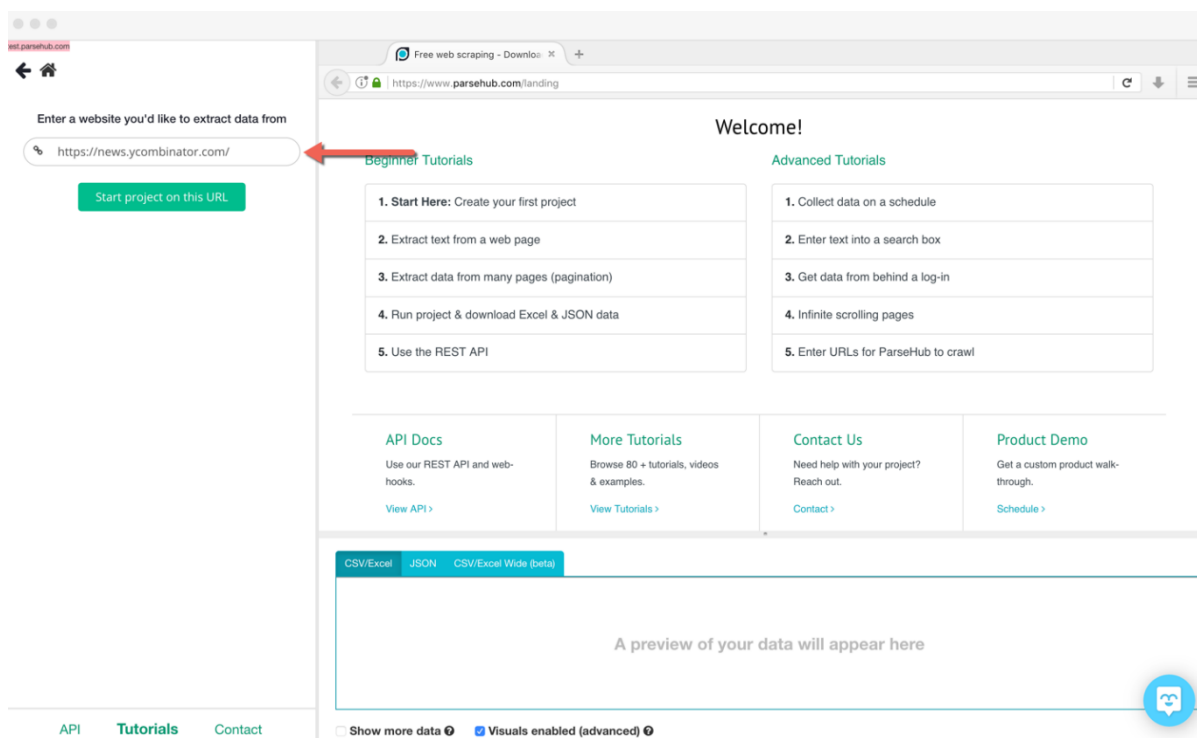 test.parsehub.com
Enter a website you'd like to extract data from
https://news.ycombinator.com/
Start project on this URL
API Tutorials Contact
Free web scraping - Downloa
https://www.parsehub.com/landing
Welcome!
Beginner Tutorials
1. Start Here: Create your first project
2. Extract text from a web page
3. Extract data from many pages (pagination)
4. Run project & download Excel & JSON data
5. Use the REST API
Advanced Tutorials
1. Collect data on a schedule
2. Enter text into a search box
3. Get data from behind a log-in
4. Infinite scrolling pages
5. Enter URLs for ParseHub to crawl
API Docs
Use our REST API and web-
hooks.
View API >
More Tutorials
Browse 80 + tutorials, videos
& examples.
View Tutorials >
Contact Us
Need help with your project?
Reach out.
Contact >
Product Demo
Get a custom product walk-
through.
Schedule >
CSV/Excel JSON CSV/Excel Wide (beta)
A preview of your data will appear here
Show more data Visuals enabled (advanced)